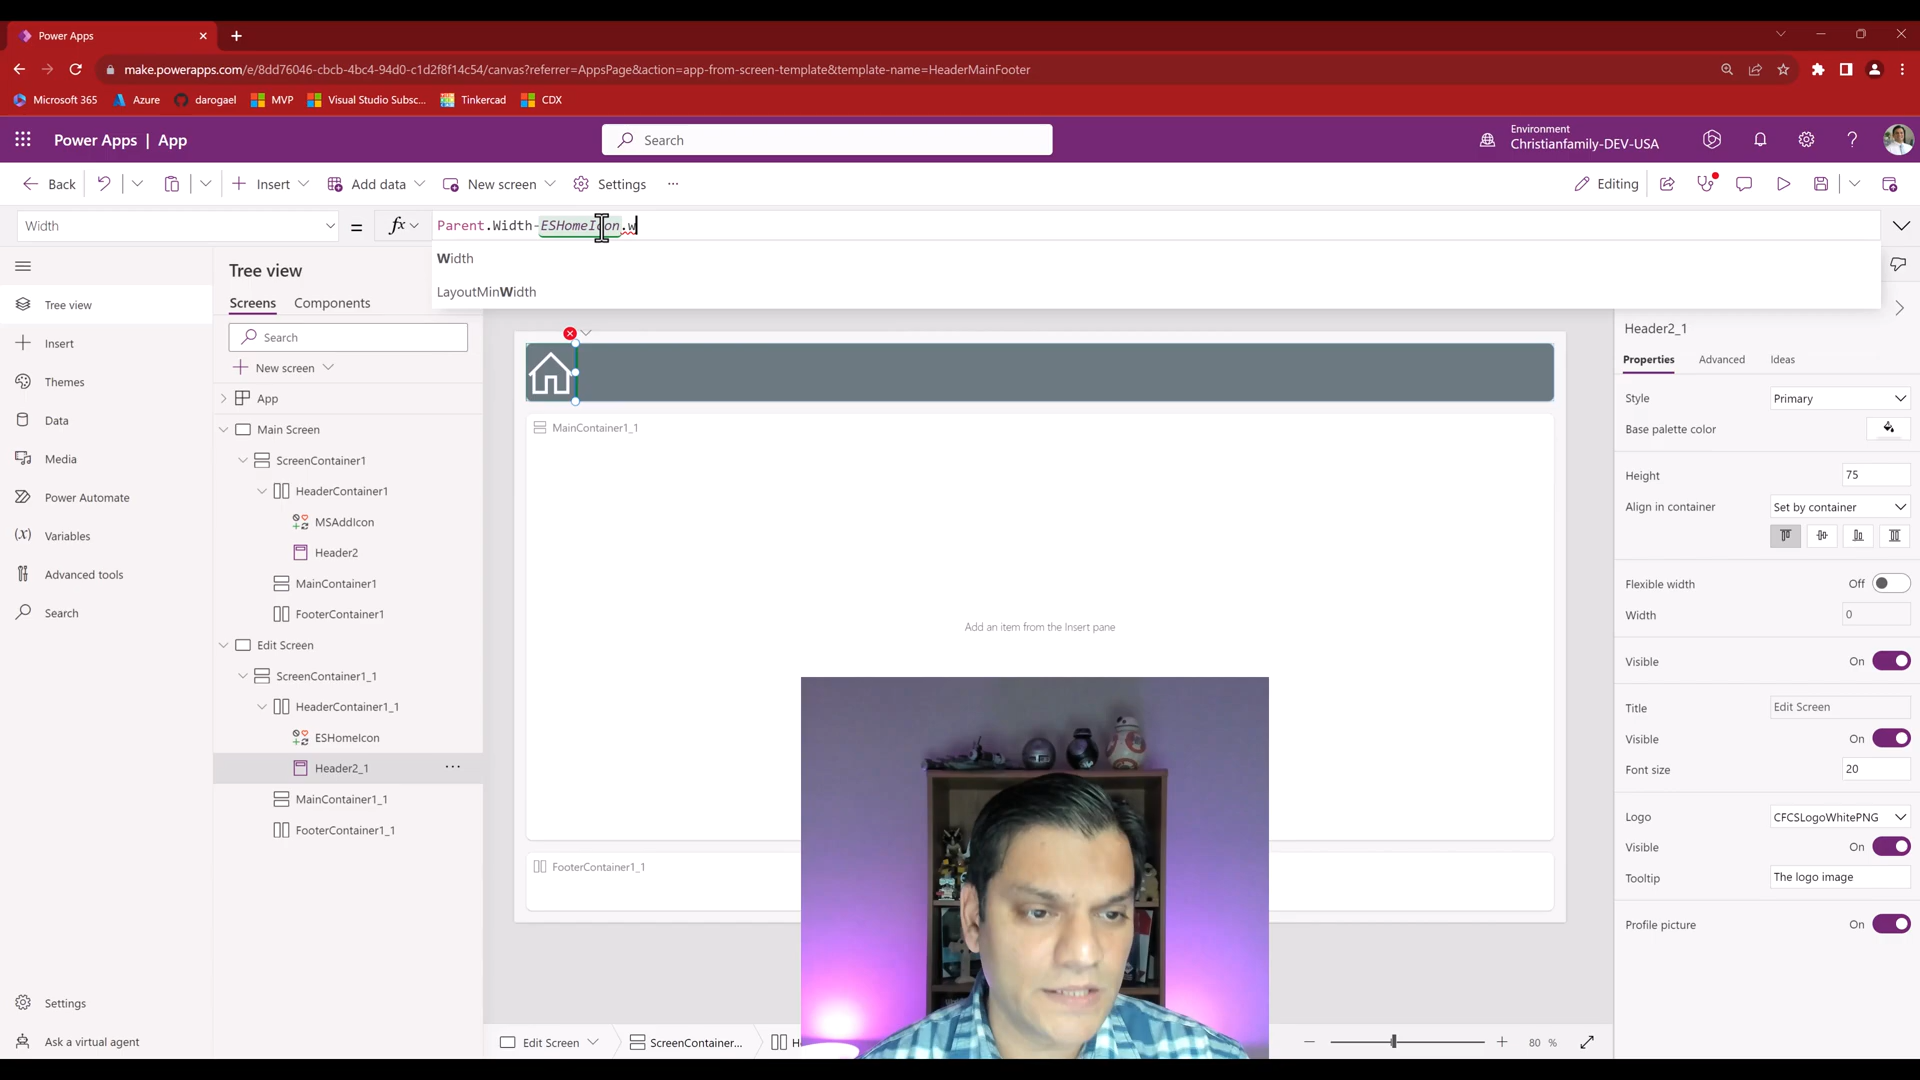 Power Apps
make.powerapps.com/e/8dd76046-cbcb-4bc4-94d0-c1d2f8f14c54/canvas?referrer=AppsPage&action=app-from-screen-template&template-name=HeaderMainFooter
Microsoft 365 Azure darogael MVP Visual Studio Subsc... Tinkercad CDX
Power Apps | App
Search
Environment
Christianfamily-DEV-USA
Back
Insert
Add data
New screen
Settings
...
Editing
Width
=
fx
Parent.Width-ESHomeIcon.w
Width
LayoutMinWidth
Tree view
Insert
Themes
Data
Media
Power Automate
Variables
Advanced tools
Search
Settings
Ask a virtual agent
Tree view
Screens Components
Search
New screen
App
Main Screen
ScreenContainer1
HeaderContainer1
MSAddIcon
Header2
MainContainer1
FooterContainer1
Edit Screen
ScreenContainer1_1
HeaderContainer1_1
ESHomeIcon
Header2_1 ...
MainContainer1_1
FooterContainer1_1
MainContainer1_1
Add an item from the Insert pane
FooterContainer1_1
Edit Screen
ScreenContainer...
H
80 %
Header2_1
Properties Advanced Ideas
Style Primary
Base palette color
Height 75
Align in container Set by container
Flexible width Off
Width 0
Visible On
Title Edit Screen
Visible On
Font size 20
Logo CFCSLogoWhitePNG
Visible On
Tooltip The logo image
Profile picture On